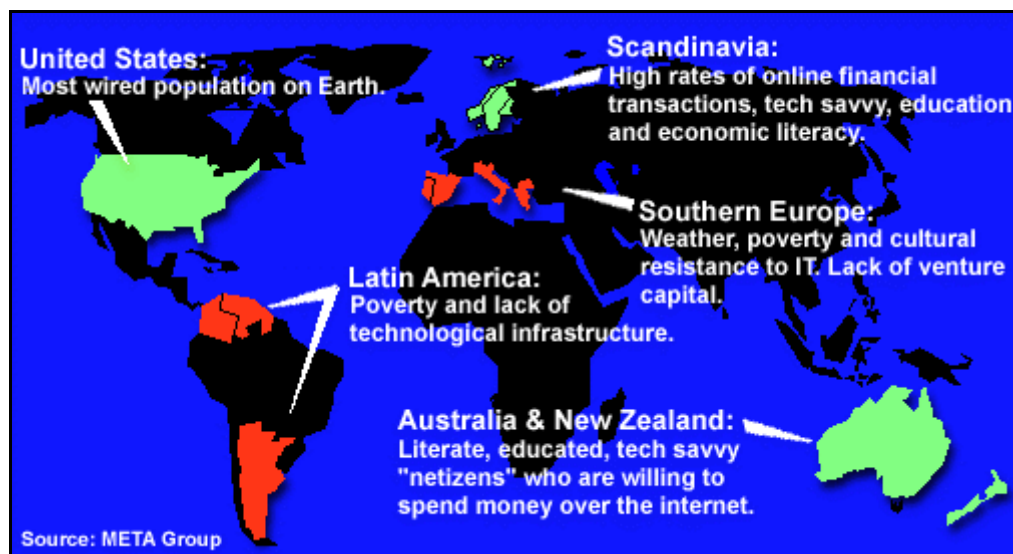 United States:
Most wired population on Earth.
Scandinavia:
High rates of online financial
transactions, tech savvy, education
and economic literacy.
Southern Europe:
Weather, poverty and cultural
resistance to IT. Lack of venture
capital.
Latin America:
Poverty and lack of
technological infrastructure.
Australia & New Zealand:
Literate, educated, tech savvy
"netizens" who are willing to
spend money over the internet.
Source: META Group